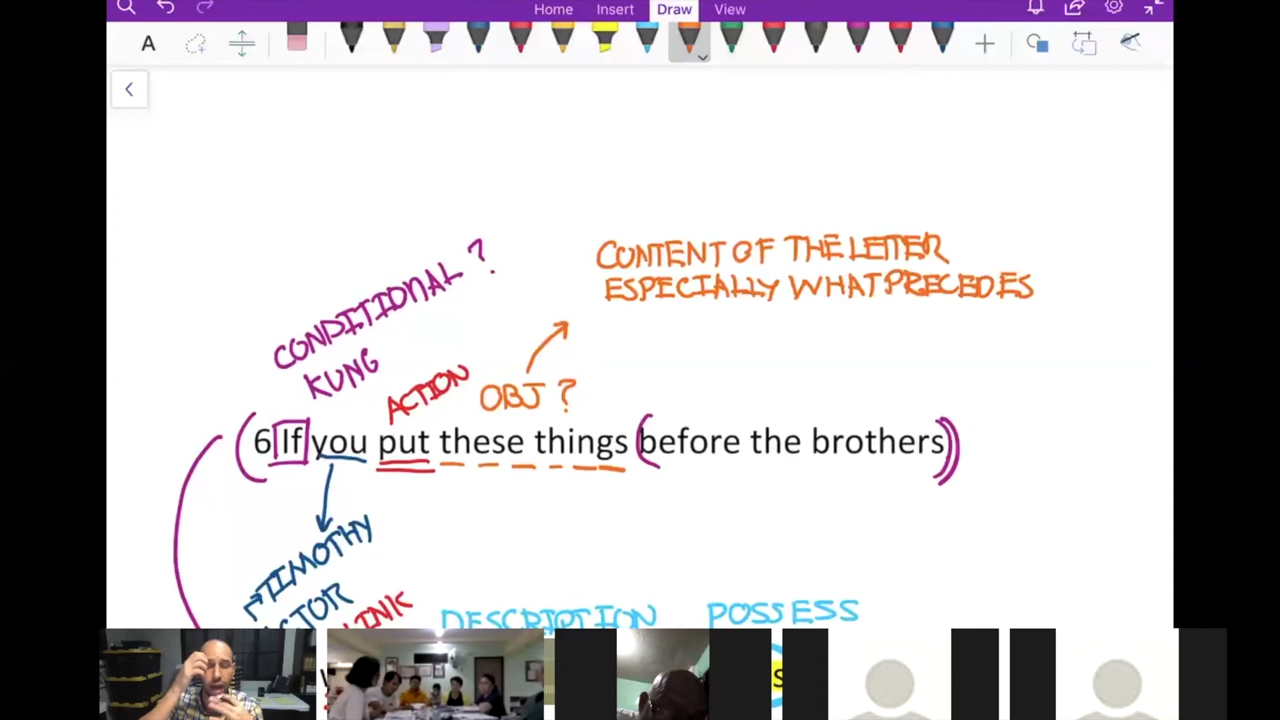 Home Insert Draw View
A
CONTENT OF THE LETTER
ESPECIALLY WHAT PRECEDES
CONDITIONAL ?
KUNG
ACTION
OBJ ?
(6 If you put these things (before the brothers))
TIMOTHY
LINK
DESCRIPTION POSSESS